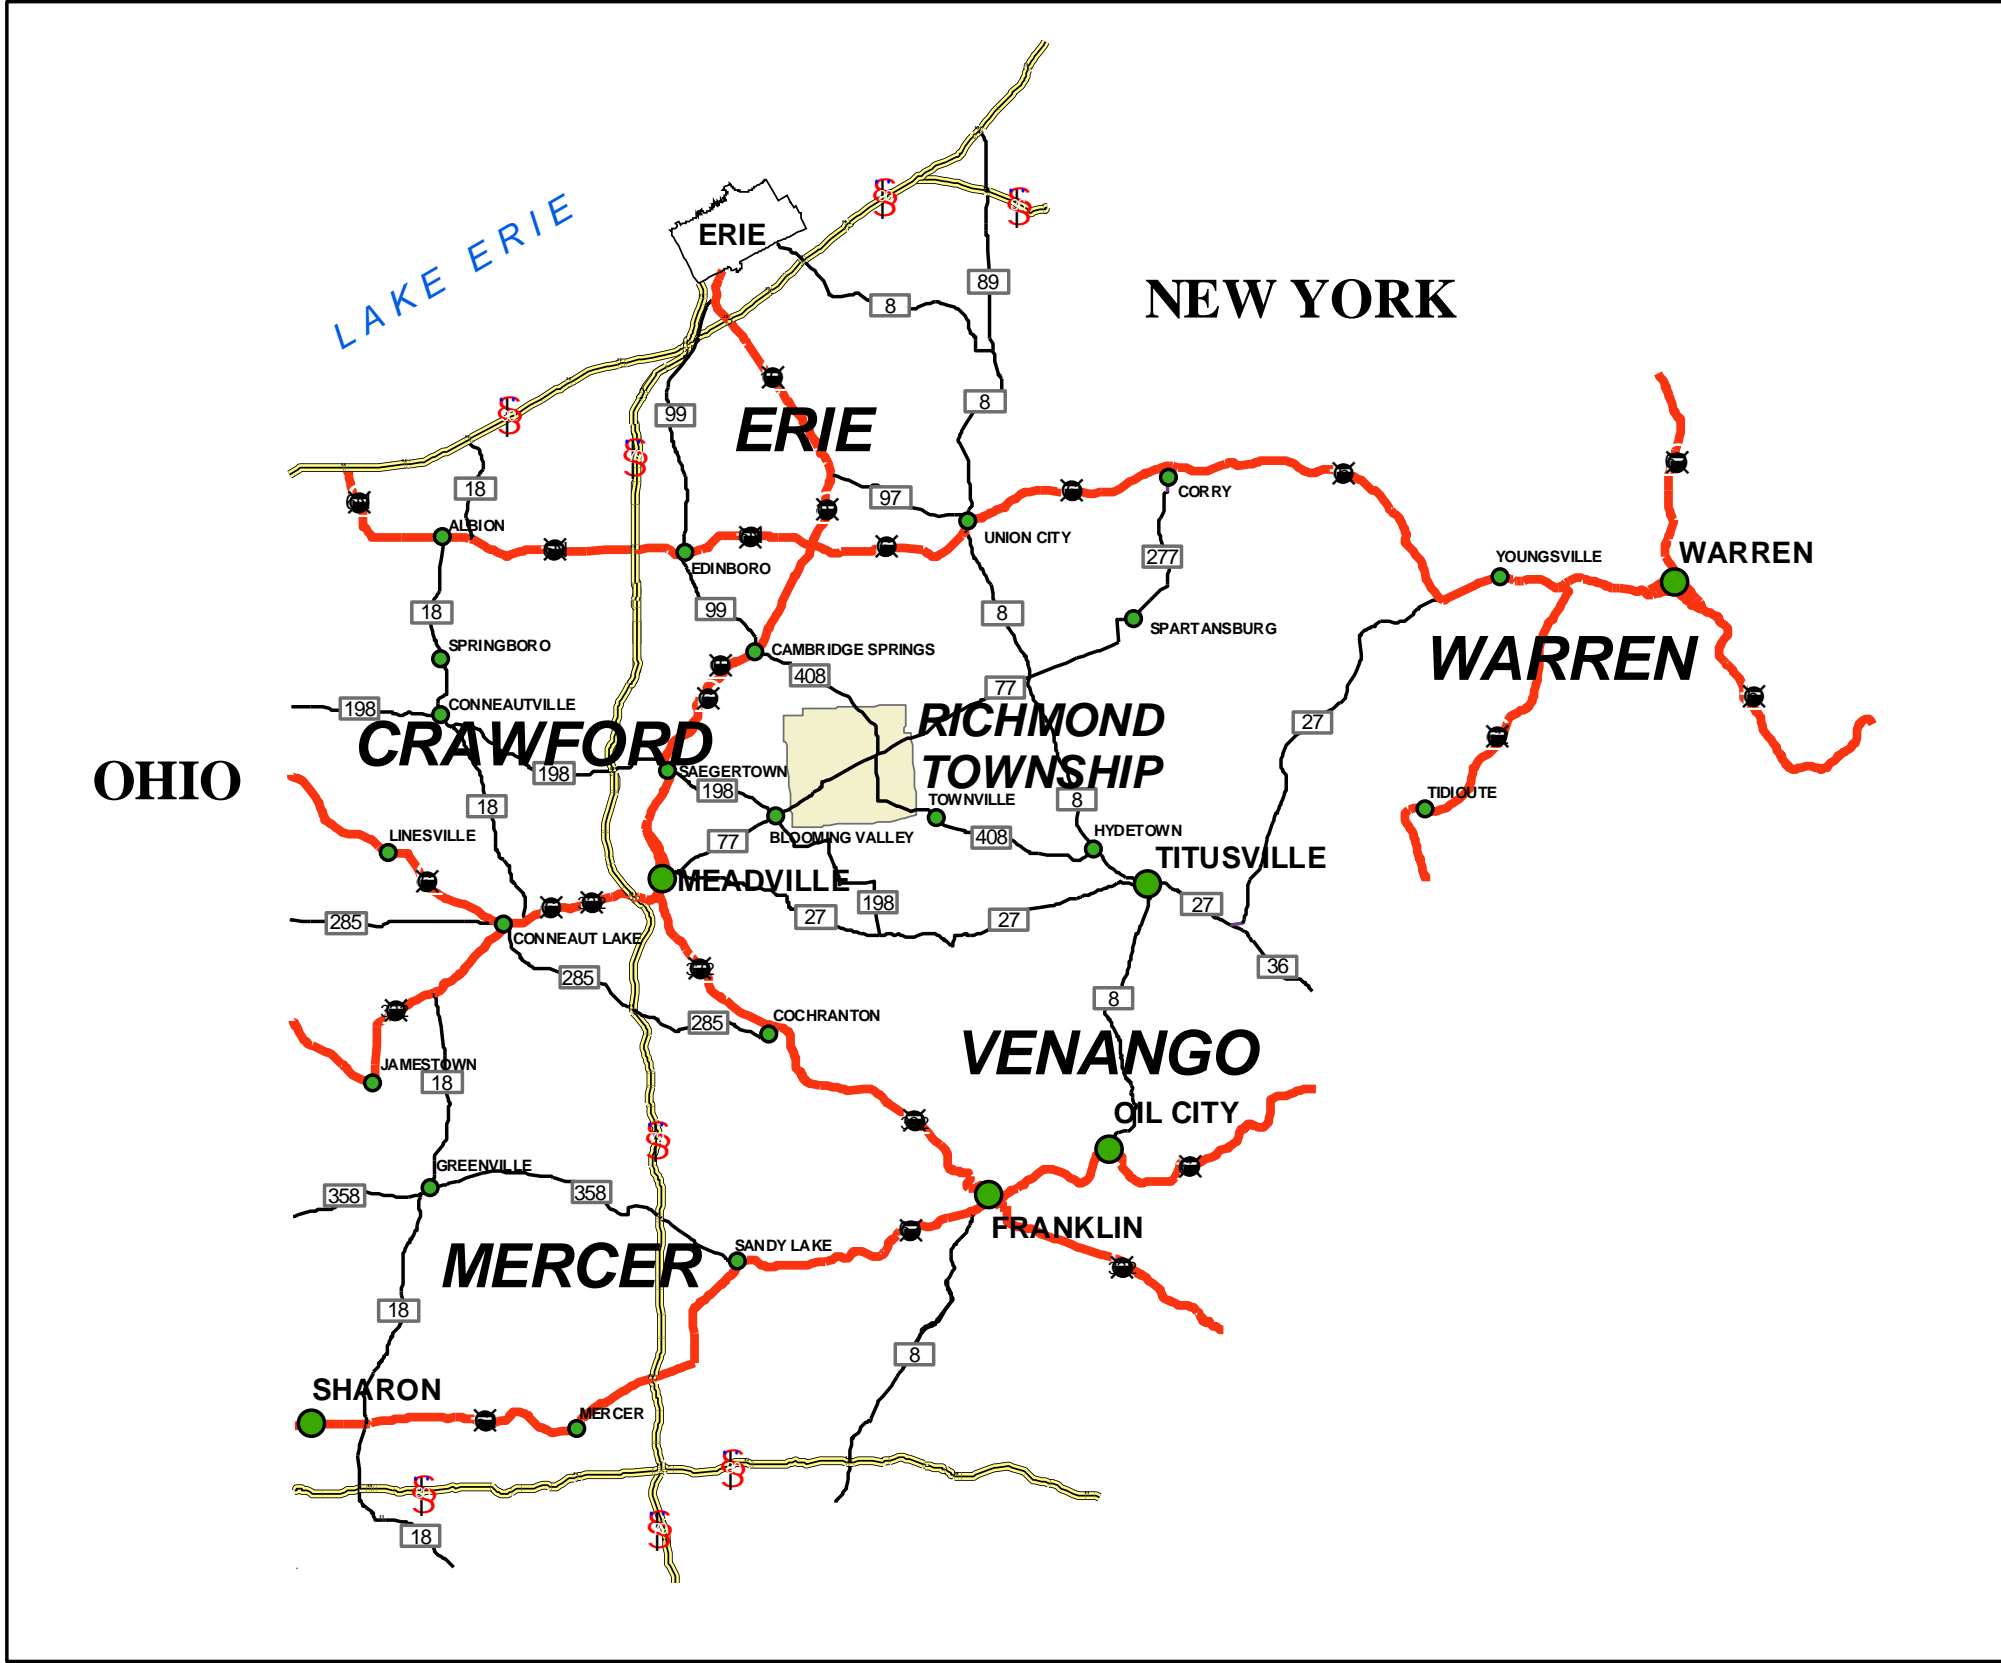 LAKE ERIE
ERIE
8
89
NEW YORK
8
99
ERIE
18
97
CORRY
ALBION
UNION CITY
EDINBORO
277
YOUNGSVILLE
WARREN
18
99
8
SPARTANSBURG
SPRINGBORO
CAMBRIDGE SPRINGS
WARREN
408
77
198
CONNEAUTVILLE
RICHMOND
TOWNSHIP
27
CRAWFORD
OHIO
198
SAEGERTOWN
198
TOWNVILLE
8
TIDIOUTE
18
LINESVILLE
77
BLOOMING VALLEY
408
HYDETOWN
TITUSVILLE
MEADVILLE
198
27
27
27
285
CONNEAUT LAKE
36
285
8
285
COCHRANTON
VENANGO
JAMESTOWN
18
OIL CITY
GREENVILLE
358
358
FRANKLIN
SANDY LAKE
MERCER
18
8
SHARON
MERCER
18